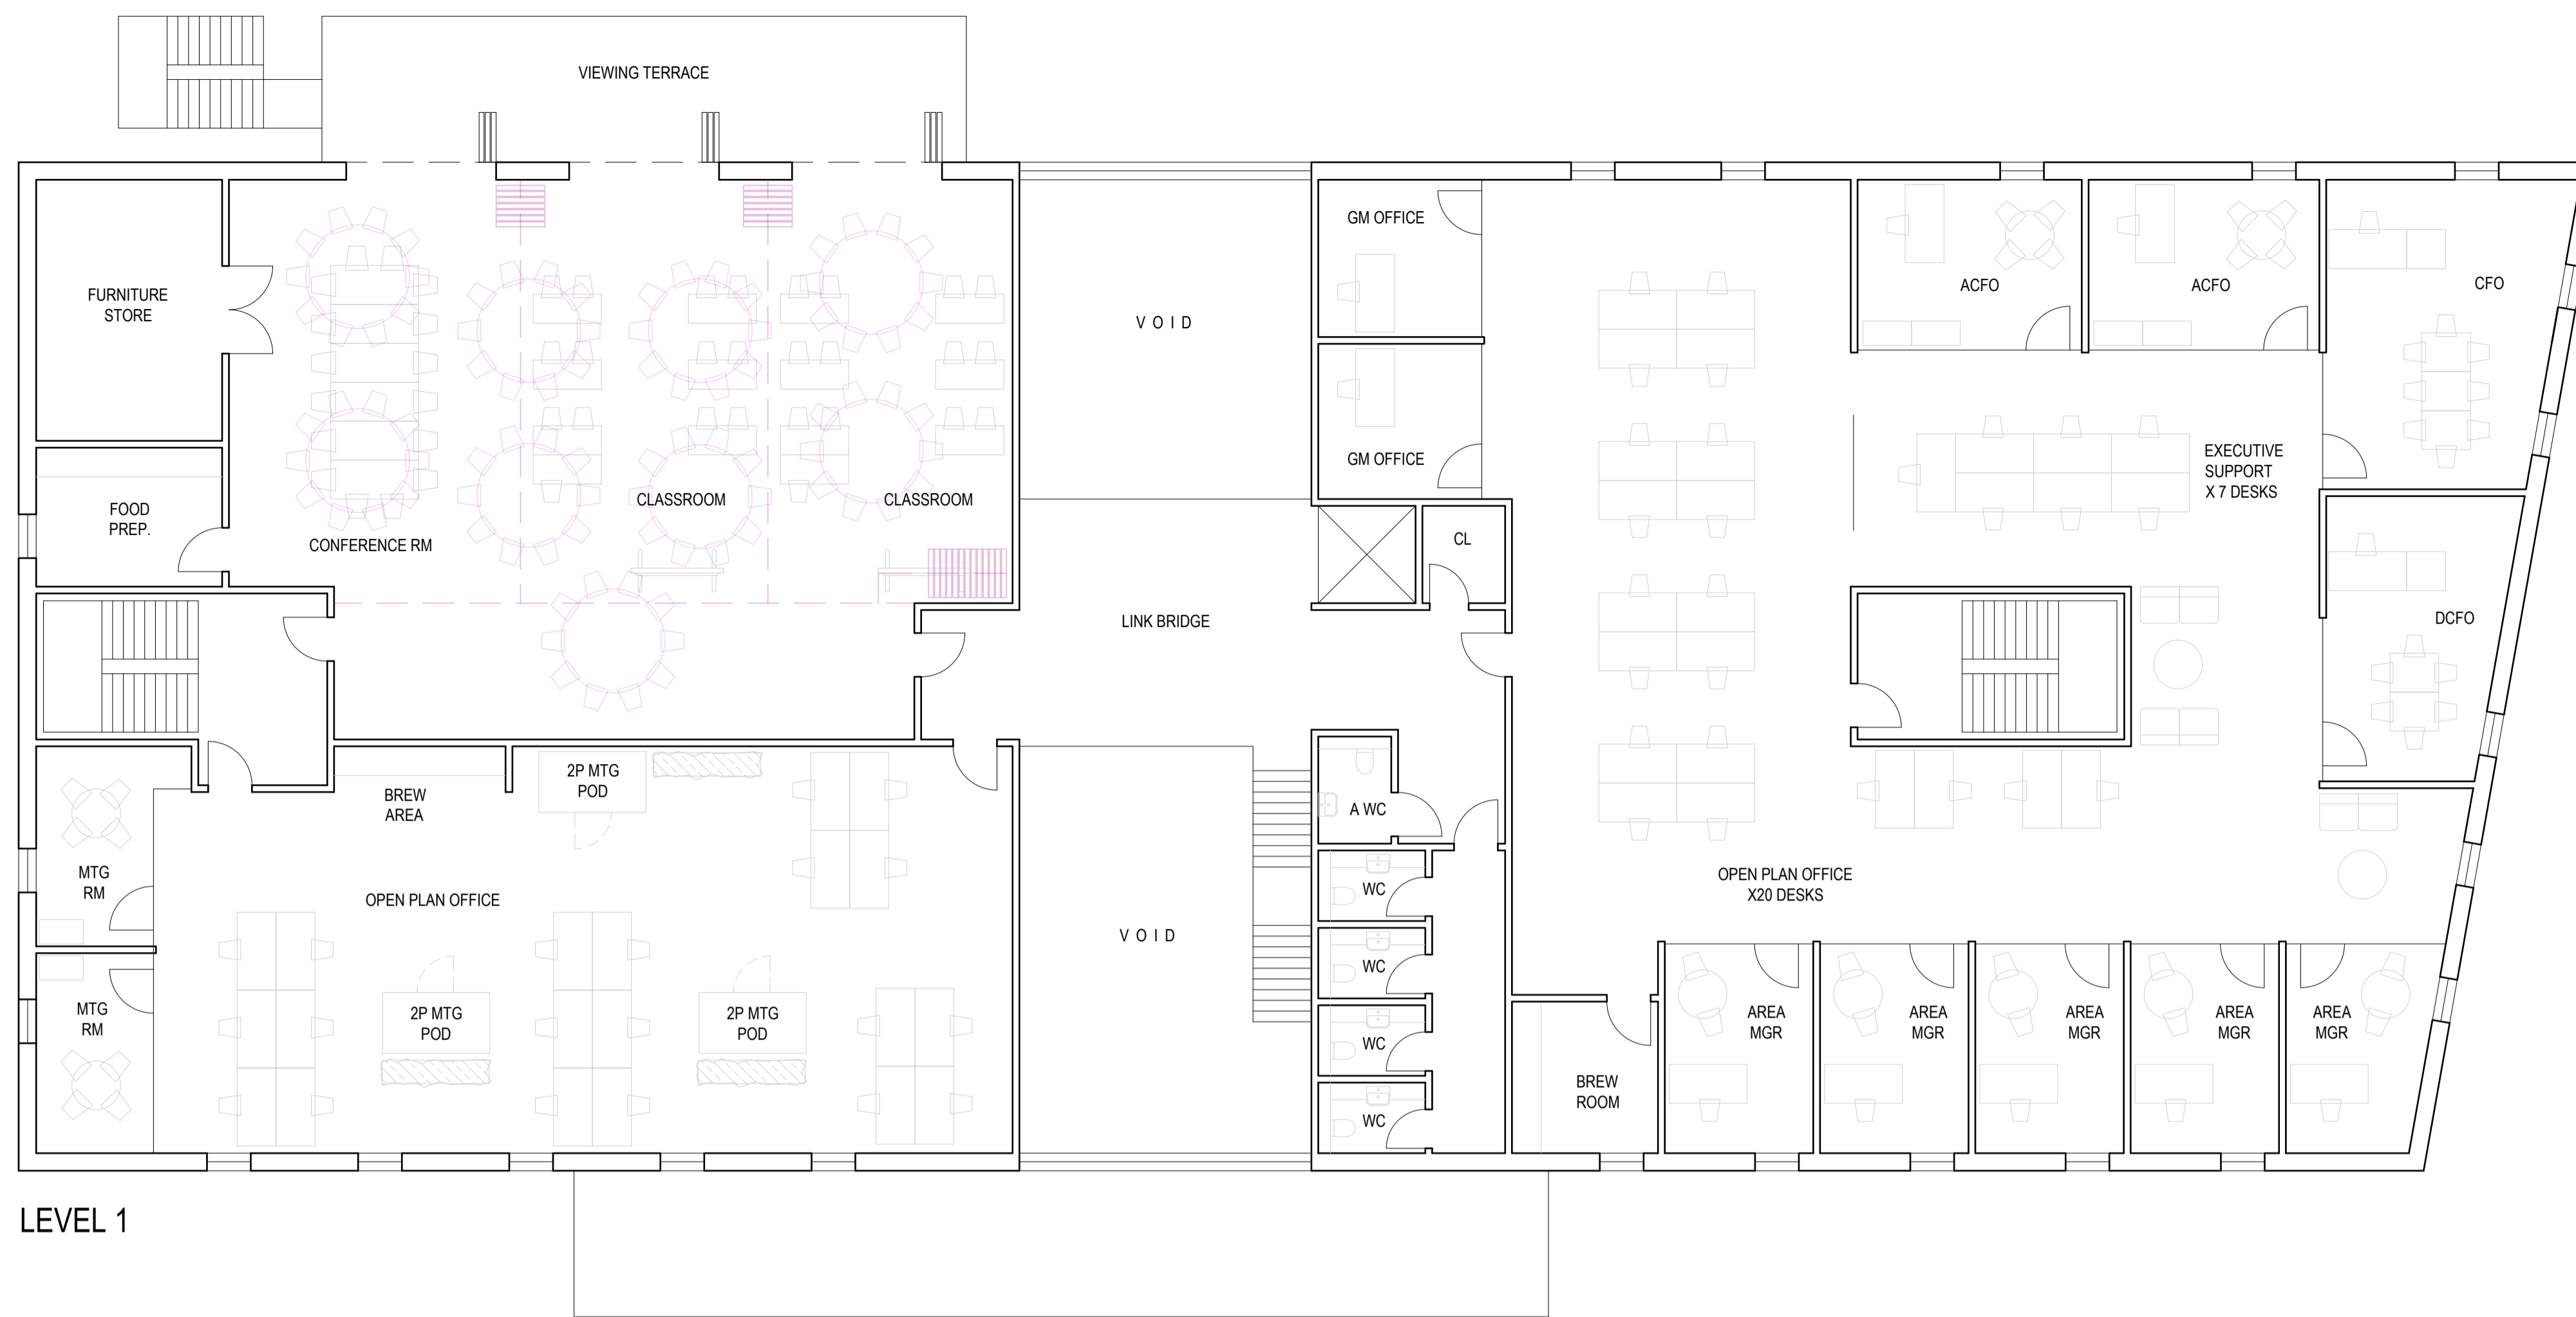 VIEWING TERRACE
GM OFFICE
FURNITURE
STORE
V O I D
ACFO
ACFO
CFO
GM OFFICE
EXECUTIVE
SUPPORT
X 7 DESKS
FOOD
PREP.
CONFERENCE RM
CLASSROOM
CLASSROOM
CL
LINK BRIDGE
DCFO
BREW
AREA
2P MTG
POD
A WC
MTG
RM
OPEN PLAN OFFICE
WC
OPEN PLAN OFFICE
X20 DESKS
V O I D
WC
MTG
RM
2P MTG
POD
2P MTG
POD
WC
AREA
MGR
AREA
MGR
AREA
MGR
AREA
MGR
AREA
MGR
BREW
ROOM
WC
LEVEL 1